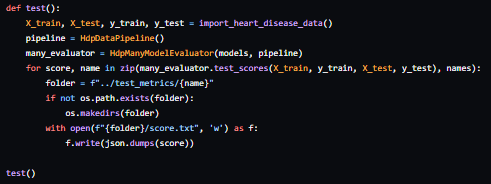 def test():
    X_train, X_test, y_train, y_test = import_heart_disease_data()
    pipeline = HdpDataPipeline()
    many_evaluator = HdpManyModelEvaluator(models, pipeline)
    for score, name in zip(many_evaluator.test_scores(X_train, y_train, X_test, y_test), names):
        folder = f"../test_metrics/{name}"
        if not os.path.exists(folder):
            os.makedirs(folder)
        with open(f"{folder}/score.txt", 'w') as f:
            f.write(json.dumps(score))
test()